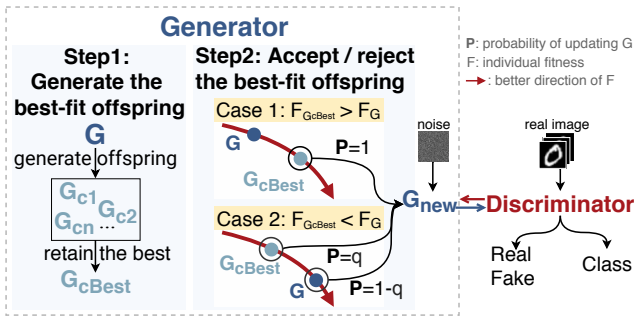 Generator
Step1:
Generate the
best-fit offspring
G
generate offspring
Gc1
Gcn ... Gc2
retain the best
GcBest
Step2: Accept / reject
the best-fit offspring
Case 1: FGcBest > FG
G
GcBest
P=1
Case 2: FGcBest < FG
GcBest
P=q
G
P=1-q
P: probability of updating G
F: individual fitness
: better direction of F
noise
real image
Gnew
Discriminator
Real
Fake
Class